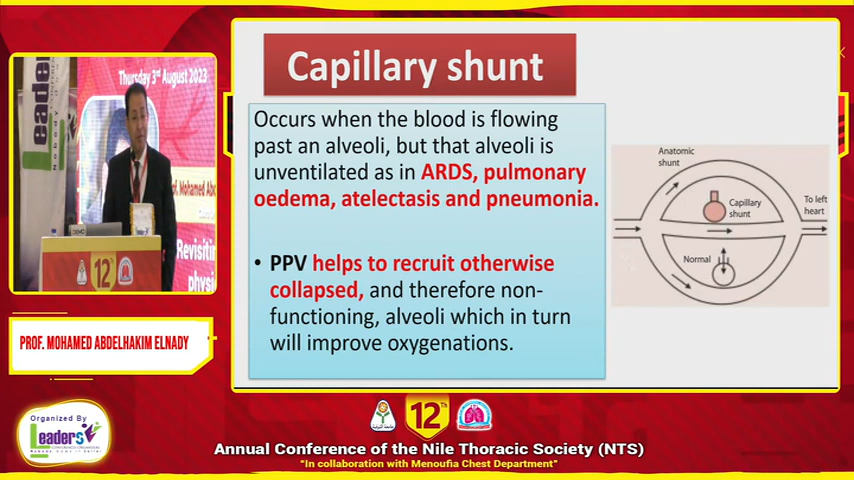 Capillary shunt
Occurs when the blood is flowing
past an alveoli, but that alveoli is
unventilated as in ARDS, pulmonary
oedema, atelectasis and pneumonia.
• PPV helps to recruit otherwise
collapsed, and therefore non-
functioning, alveoli which in turn
will improve oxygenations.
Anatomic
shunt
Capillary
shunt
To left
heart
Normal
Thursday 3rd August 2023
Leaders
Prof. Mohamed
Revisiting
12
PROF. MOHAMED ABDELHAKIM ELNADY
Organized By
Leaders
12Th
Annual Conference of the Nile Thoracic Society (NTS)
"In collaboration with Menoufia Chest Department"